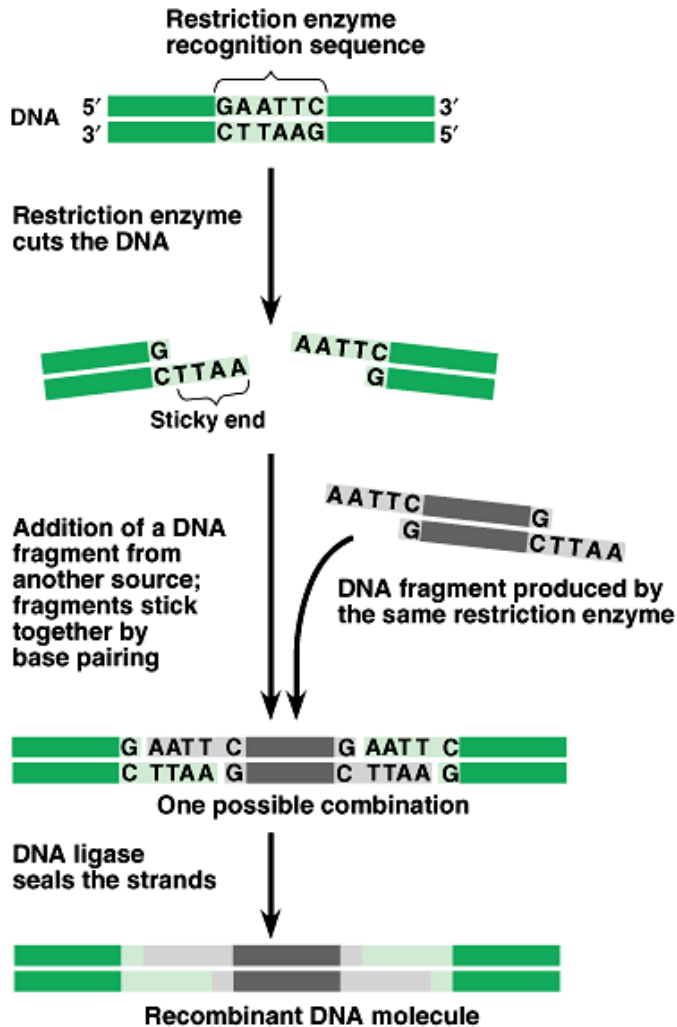 Restriction enzyme
recognition sequence
DNA
5′ GAATTC 3′
3′ CTTAAG 5′
Restriction enzyme
cuts the DNA
G
CTTAA
AATTC
G
Sticky end
AATTC G
G CTTAA
Addition of a DNA
fragment from
another source;
fragments stick
together by
base pairing
DNA fragment produced by
the same restriction enzyme
G AATT C G AATT C
C TTAA G C TTAA G
One possible combination
DNA ligase
seals the strands
Recombinant DNA molecule